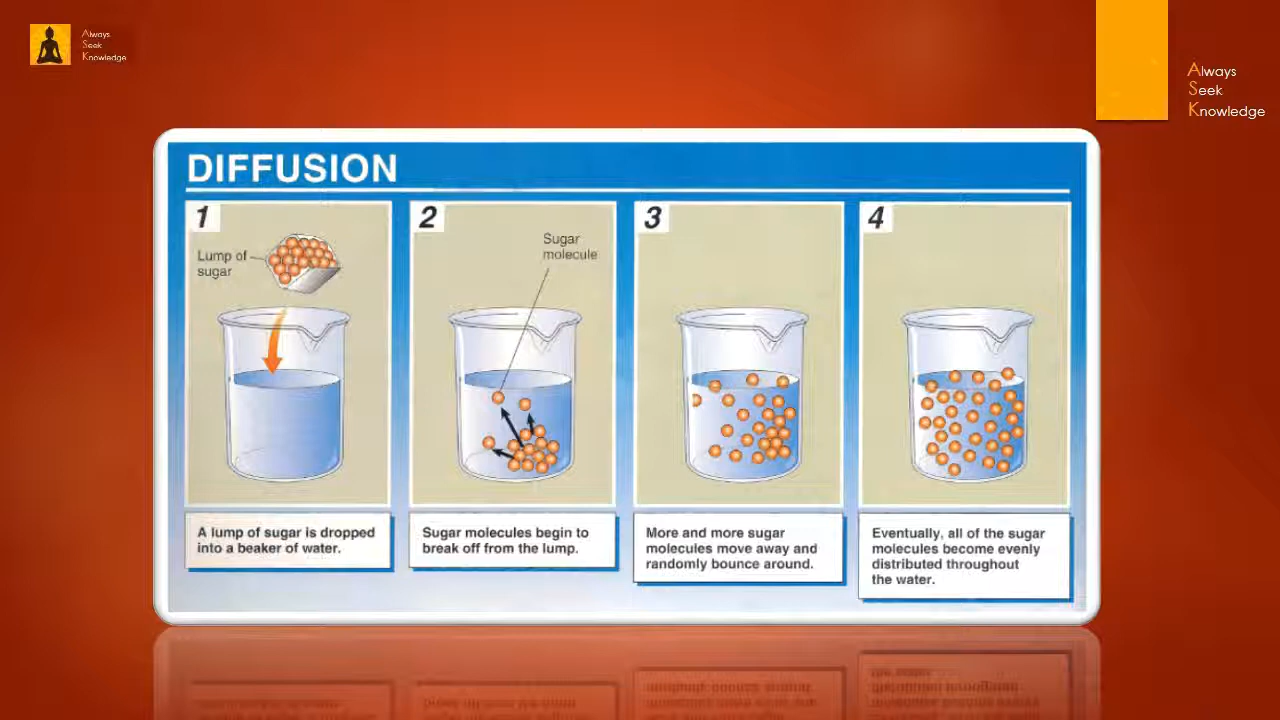 Always
Seek
Knowledge
Always
Seek
Knowledge
DIFFUSION
1
Lump of
sugar
A lump of sugar is dropped
into a beaker of water.
2
Sugar
molecule
Sugar molecules begin to
break off from the lump.
3
More and more sugar
molecules move away and
randomly bounce around.
4
Eventually, all of the sugar
molecules become evenly
distributed throughout
the water.